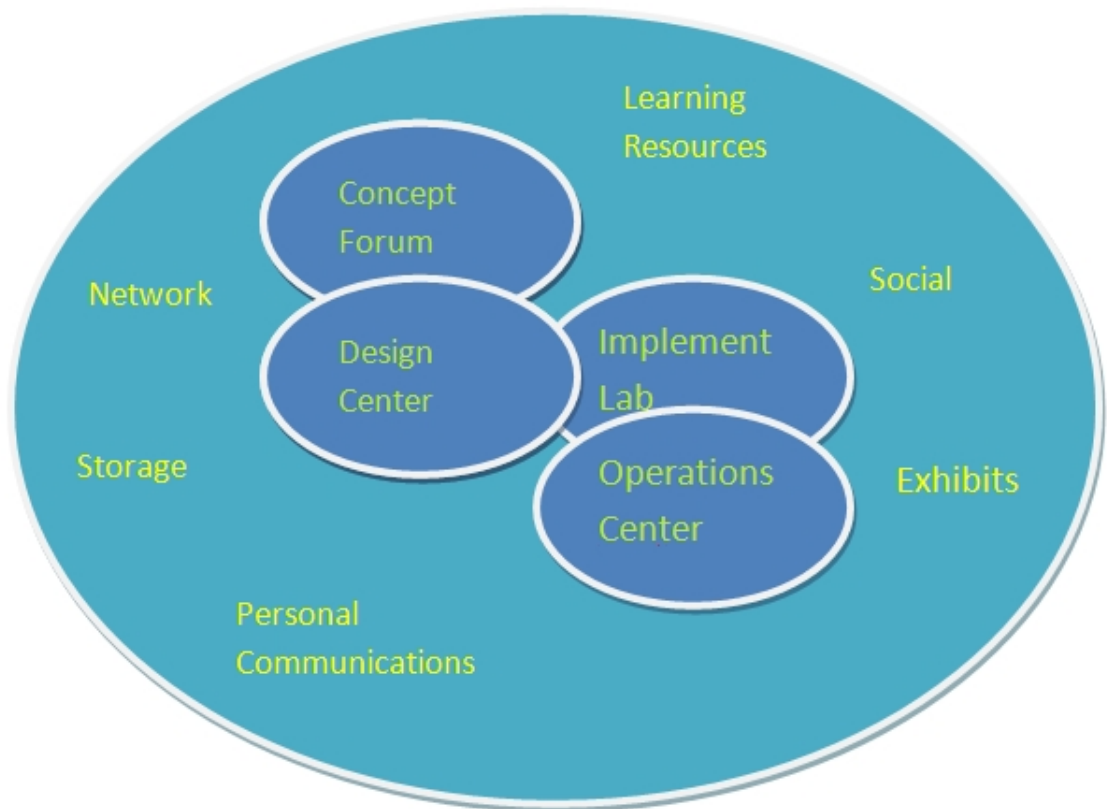 Learning
Resources
Concept
Forum
Network
Social
Design
Center
Implement
Lab
Storage
Operations
Center
Exhibits
Personal
Communications